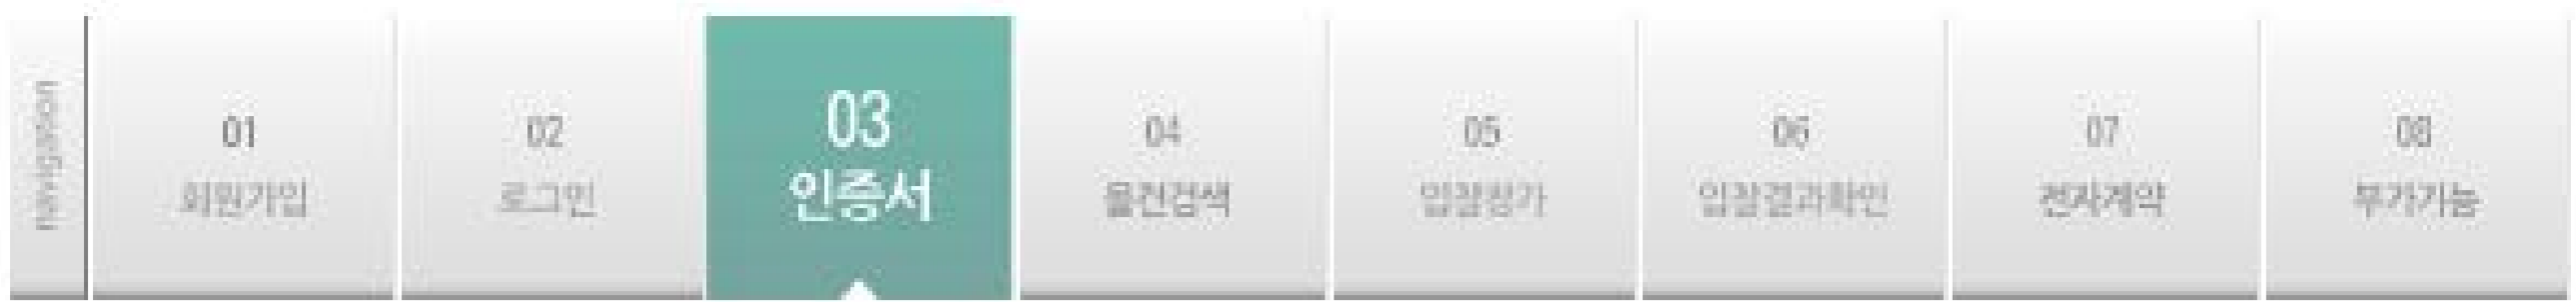 navigation
01
회원가입
02
로그인
03
인증서
04
물건검색
05
입찰참가
06
입찰결과확인
07
전자계약
08
부가기능